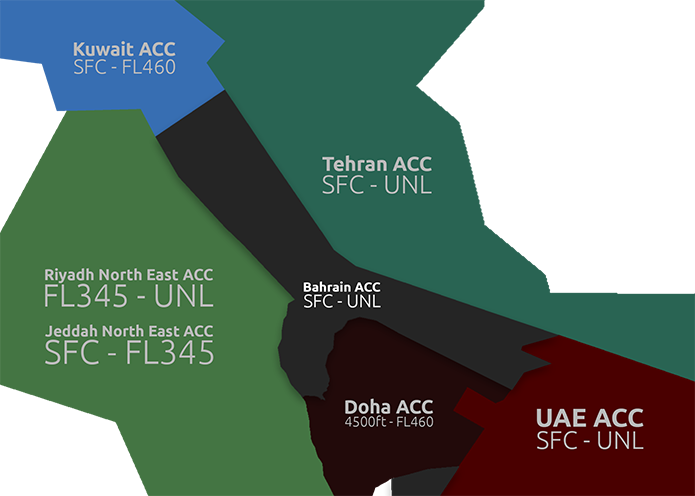 Kuwait ACC
SFC - FL460
Tehran ACC
SFC - UNL
Riyadh North East ACC
FL345 - UNL
Jeddah North East ACC
SFC - FL345
Bahrain ACC
SFC - UNL
Doha ACC
4500ft - FL460
UAE ACC
SFC - UNL